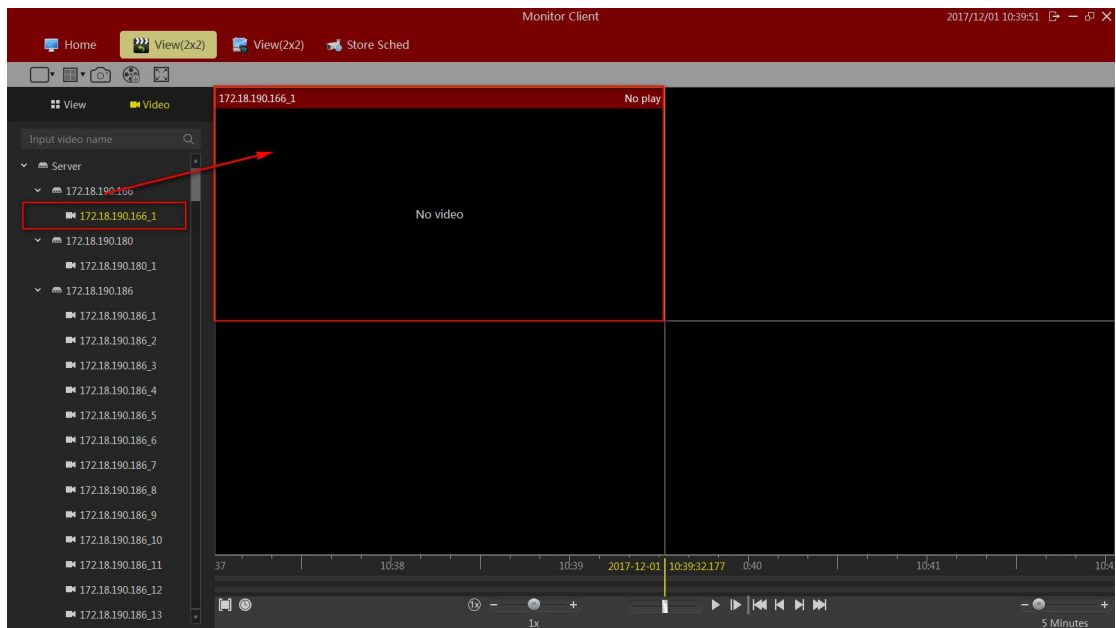 Monitor Client
2017/12/01 10:39:51
Home
View(2x2)
View(2x2)
Store Sched
View
Video
Input video name
Server
172.18.190.166
172.18.190.166_1
172.18.190.180
172.18.190.180_1
172.18.190.186
172.18.190.186_1
172.18.190.186_2
172.18.190.186_3
172.18.190.186_4
172.18.190.186_5
172.18.190.186_6
172.18.190.186_7
172.18.190.186_8
172.18.190.186_9
172.18.190.186_10
172.18.190.186_11
172.18.190.186_12
172.18.190.186_13
172.18.190.166_1 No play
No video
37 10:38 10:39 2017-12-01 10:39:32.177 0:40 10:41 10:4
1x
1x
5 Minutes